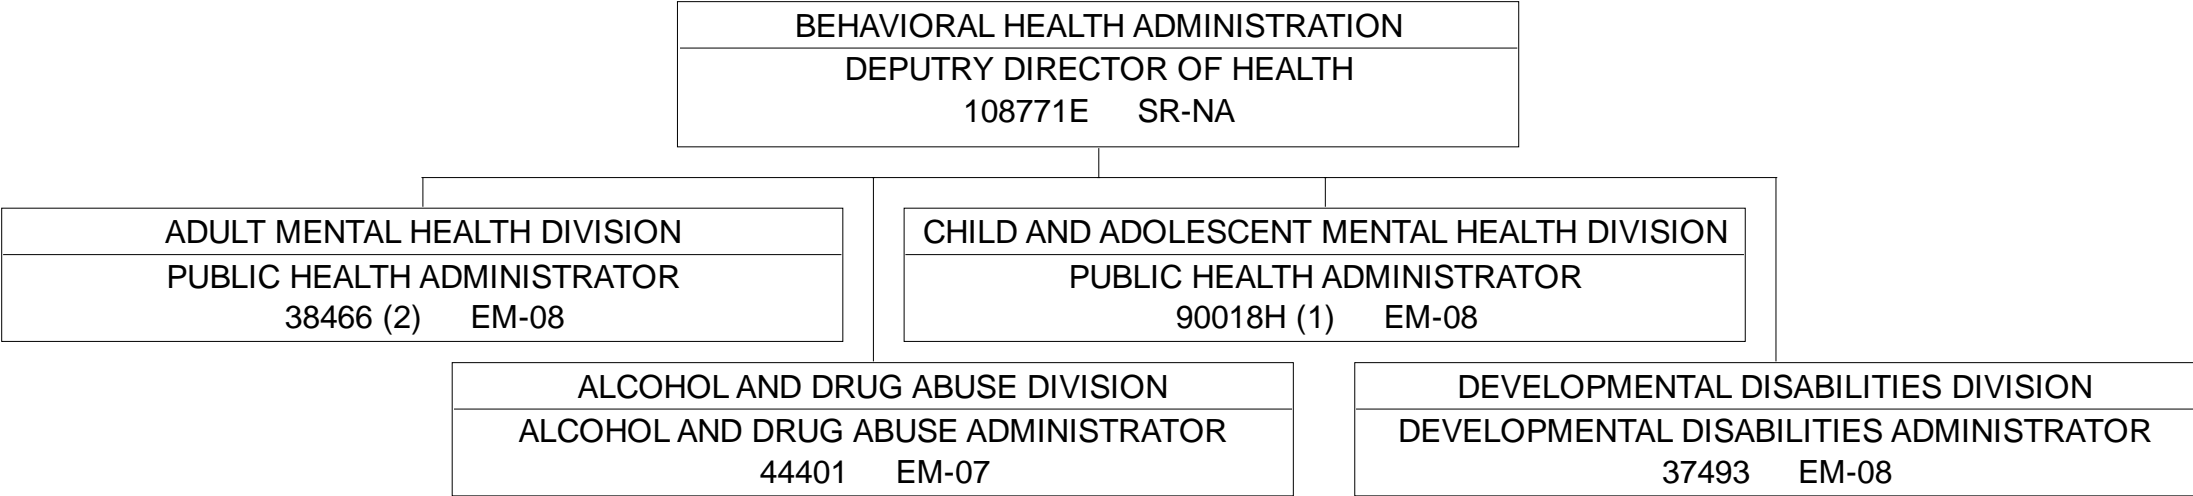 BEHAVIORAL HEALTH ADMINISTRATION
DEPUTRY DIRECTOR OF HEALTH
108771E SR-NA
ADULT MENTAL HEALTH DIVISION
PUBLIC HEALTH ADMINISTRATOR
38466 (2) EM-08
CHILD AND ADOLESCENT MENTAL HEALTH DIVISION
PUBLIC HEALTH ADMINISTRATOR
90018H (1) EM-08
ALCOHOL AND DRUG ABUSE DIVISION
ALCOHOL AND DRUG ABUSE ADMINISTRATOR
44401 EM-07
DEVELOPMENTAL DISABILITIES DIVISION
DEVELOPMENTAL DISABILITIES ADMINISTRATOR
37493 EM-08